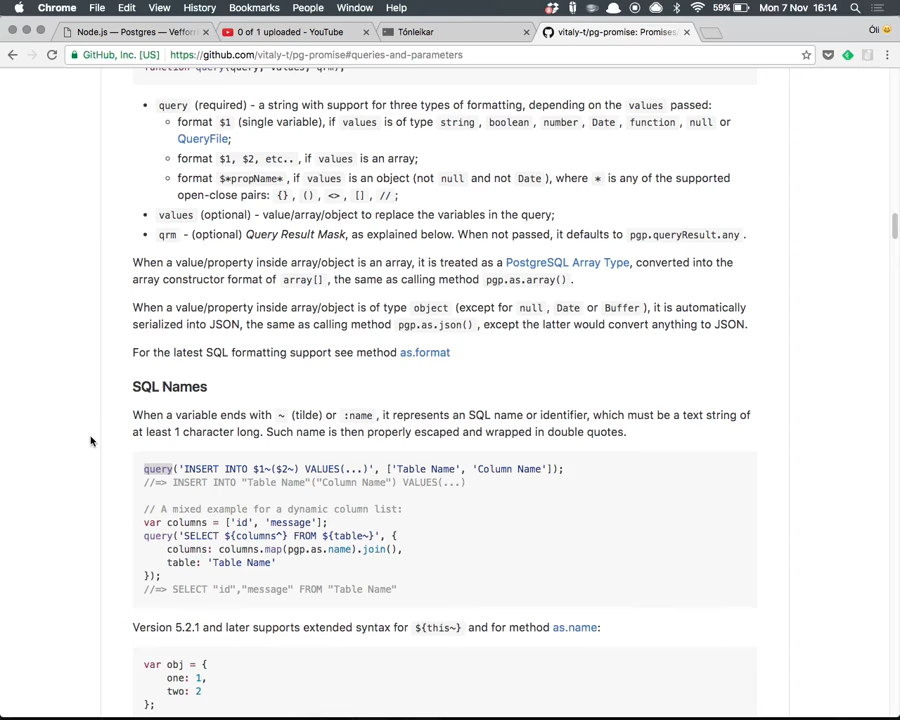 Chrome File Edit View History Bookmarks People Window Help 59% Mon 7 Nov 16:14
Node.js — Postgres — Vefforri × 0 of 1 uploaded - YouTube × Tónleikar × vitaly-t/pg-promise: Promises/ × Óli
GitHub, Inc. [US] https://github.com/vitaly-t/pg-promise#queries-and-parameters
function query(query, values, qrm);
• query (required) - a string with support for three types of formatting, depending on the values passed:
◦ format $1 (single variable), if values is of type string, boolean, number, Date, function, null or
QueryFile;
◦ format $1, $2, etc.., if values is an array;
◦ format $*propName*, if values is an object (not null and not Date), where * is any of the supported
open-close pairs: {}, (), <>, [], //;
• values (optional) - value/array/object to replace the variables in the query;
• qrm - (optional) Query Result Mask, as explained below. When not passed, it defaults to pgp.queryResult.any.
When a value/property inside array/object is an array, it is treated as a PostgreSQL Array Type, converted into the
array constructor format of array[], the same as calling method pgp.as.array().
When a value/property inside array/object is of type object (except for null, Date or Buffer), it is automatically
serialized into JSON, the same as calling method pgp.as.json(), except the latter would convert anything to JSON.
For the latest SQL formatting support see method as.format
SQL Names
When a variable ends with ~ (tilde) or :name, it represents an SQL name or identifier, which must be a text string of
at least 1 character long. Such name is then properly escaped and wrapped in double quotes.
query('INSERT INTO $1~($2~) VALUES(...)', ['Table Name', 'Column Name']);
//=> INSERT INTO "Table Name"("Column Name") VALUES(...)
// A mixed example for a dynamic column list:
var columns = ['id', 'message'];
query('SELECT ${columns^} FROM ${table~}', {
columns: columns.map(pgp.as.name).join(),
table: 'Table Name'
});
//=> SELECT "id","message" FROM "Table Name"
Version 5.2.1 and later supports extended syntax for ${this~} and for method as.name:
var obj = {
one: 1,
two: 2
};